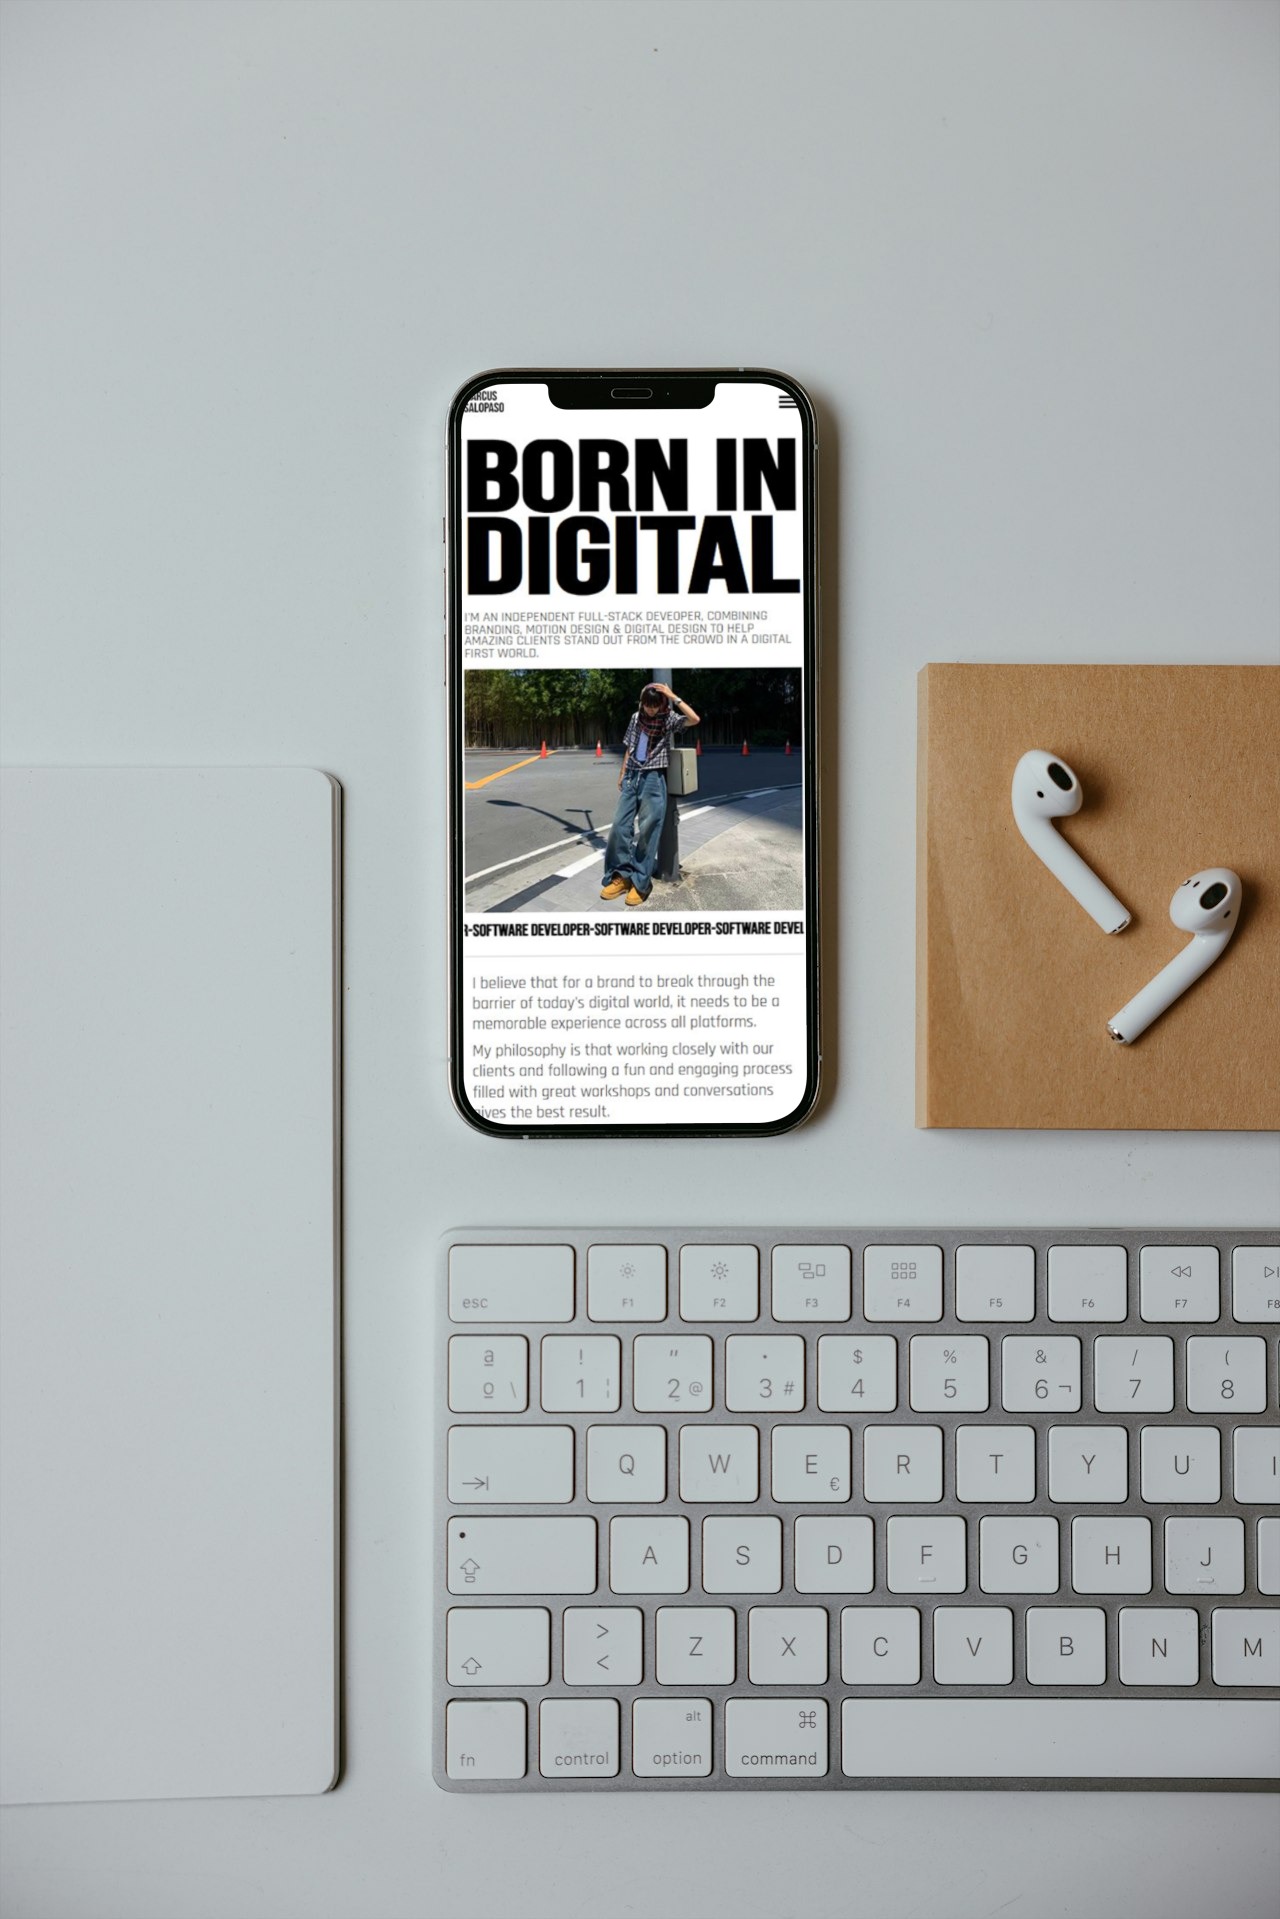 ARCUS
SALOPASO
BORN IN
DIGITAL
I'M AN INDEPENDENT FULL-STACK DEVEOPER, COMBINING
BRANDING, MOTION DESIGN & DIGITAL DESIGN TO HELP
AMAZING CLIENTS STAND OUT FROM THE CROWD IN A DIGITAL
FIRST WORLD.
R-SOFTWARE DEVELOPER-SOFTWARE DEVELOPER-SOFTWARE DEVEL
I believe that for a brand to break through the
barrier of today's digital world, it needs to be a
memorable experience across all platforms.
My philosophy is that working closely with our
clients and following a fun and engaging process
filled with great workshops and conversations
gives the best result.
esc F1 F2 F3 F4 F5 F6 F7 F8
ª ! " · $ % & / (
º \ 1 ¦ 2 @ 3 # 4 5 6 ¬ 7 8
Q W E € R T Y U I
A S D F G H J
> < Z X C V B N M
alt ⌘
fn control option command